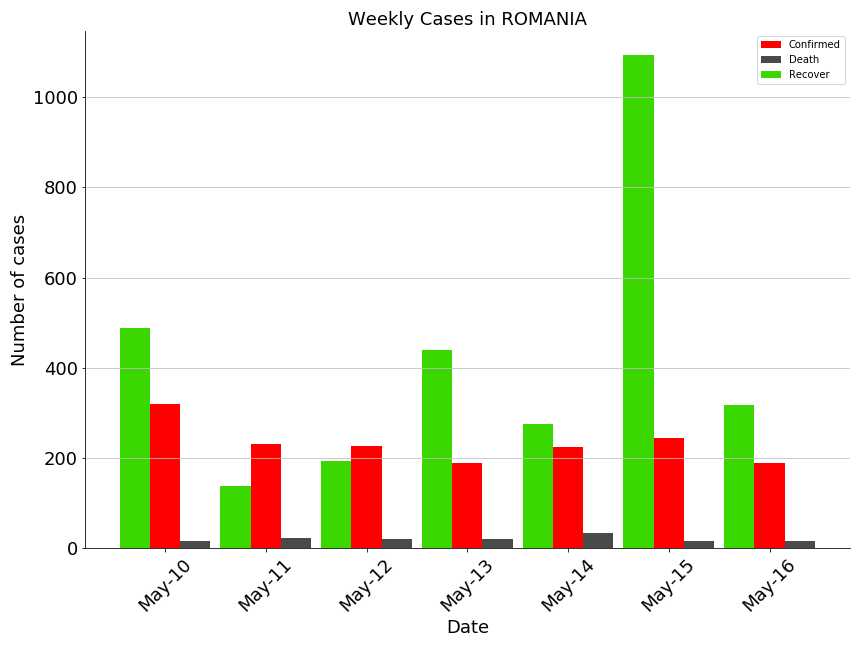 Weekly Cases in ROMANIA
Confirmed
Death
Recover
Number of cases
1000
800
600
400
200
0
May-10
May-11
May-12
May-13
May-14
May-15
May-16
Date